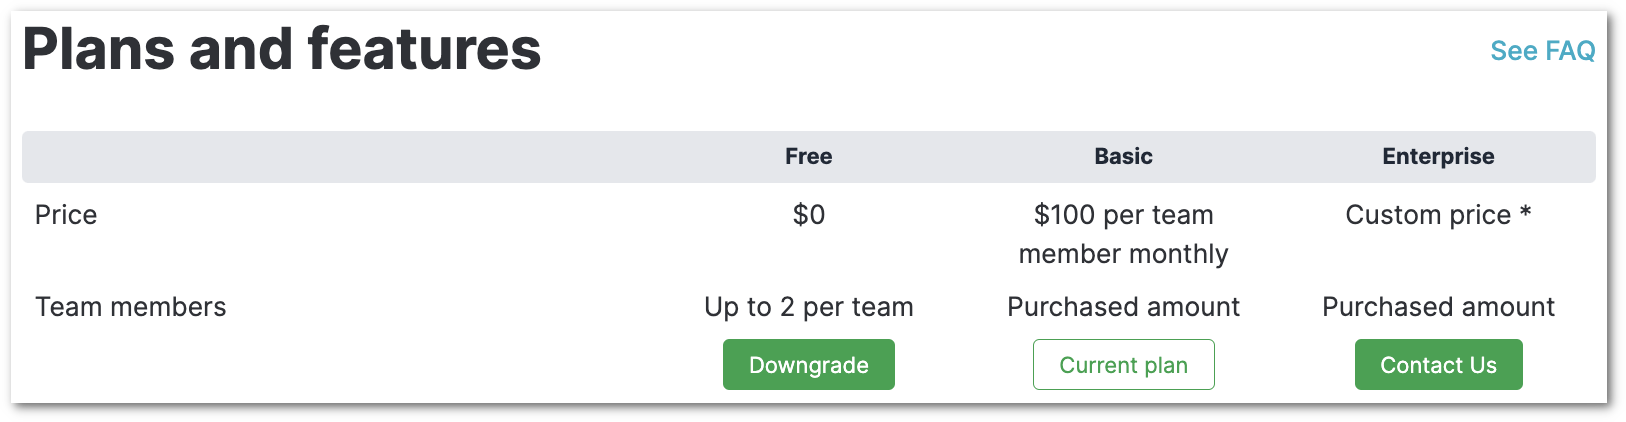 Plans and features
See FAQ
Free Basic Enterprise
Price $0 $100 per team Custom price *
member monthly
Team members Up to 2 per team Purchased amount Purchased amount
Downgrade Current plan Contact Us